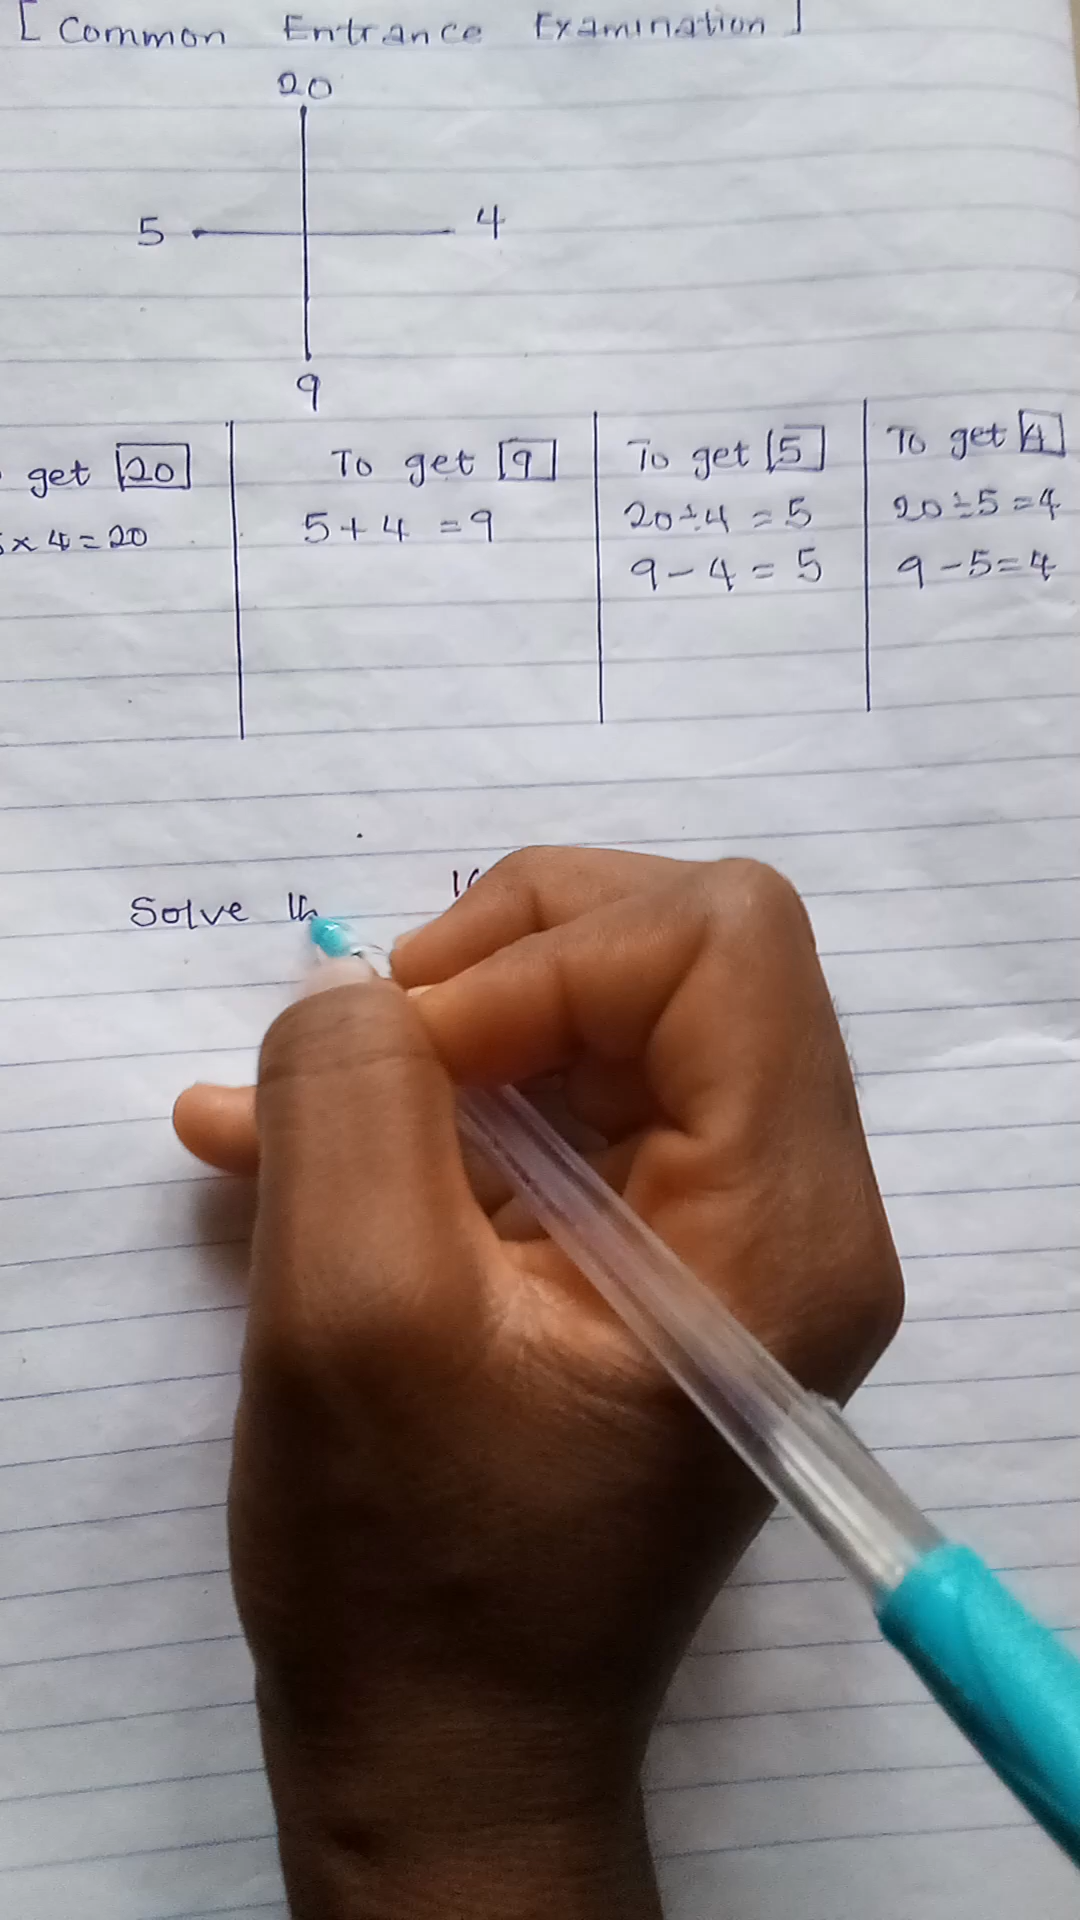 [Common Entrance Examination]
20
5 4
9
get 20
To get 9
To get 5
To get 4
x 4 = 20
5 + 4 = 9
20 ÷ 4 = 5
20 ÷ 5 = 4
9 - 4 = 5
9 - 5 = 4
Solve th